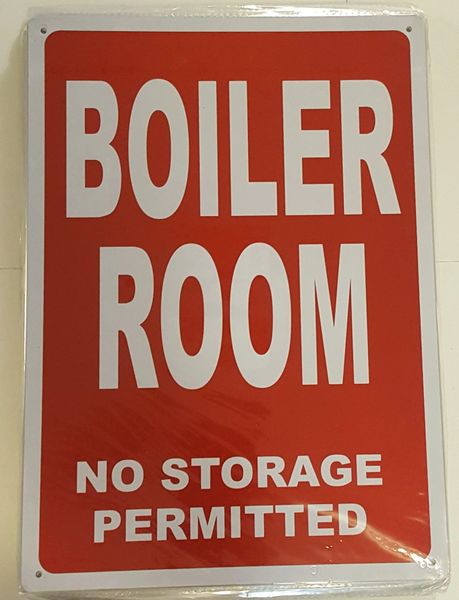 BOILER
ROOM
NO STORAGE
PERMITTED